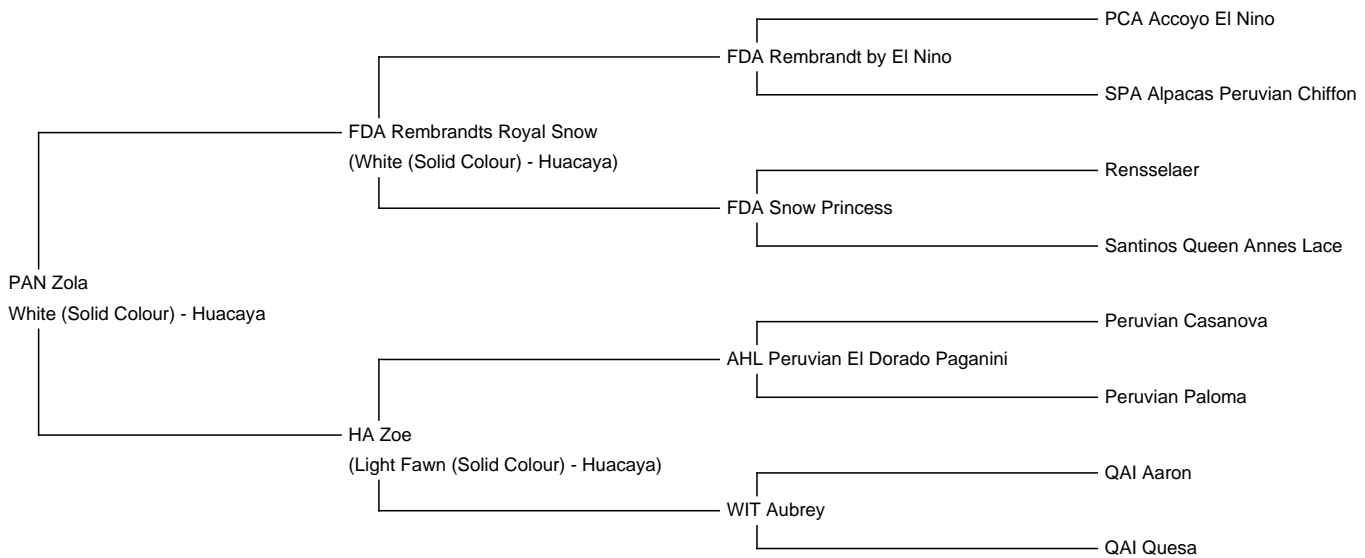 PCA Accoyo El Nino
FDA Rembrandt by El Nino
SPA Alpacas Peruvian Chiffon
FDA Rembrandts Royal Snow
(White (Solid Colour) - Huacaya)
Rensselaer
FDA Snow Princess
Santinos Queen Annes Lace
PAN Zola
White (Solid Colour) - Huacaya
Peruvian Casanova
AHL Peruvian El Dorado Paganini
Peruvian Paloma
HA Zoe
(Light Fawn (Solid Colour) - Huacaya)
QAI Aaron
WIT Aubrey
QAI Quesa